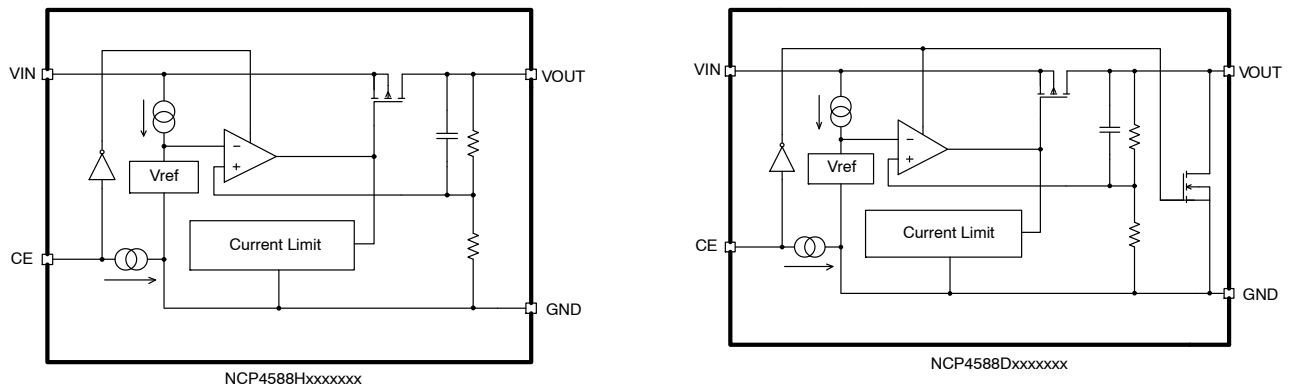 VIN
VOUT
−
+
Vref
Current Limit
CE
GND
NCP4588Hxxxxxxx
VIN
VOUT
−
+
Vref
Current Limit
CE
GND
NCP4588Dxxxxxxx